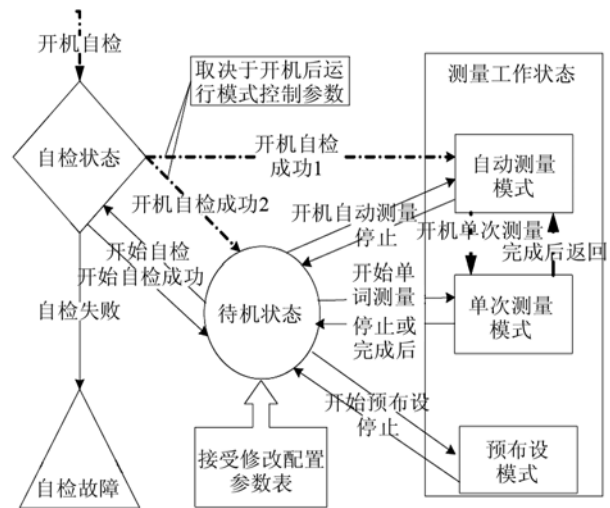 开机自检
取决于开机后运
行模式控制参数
测量工作状态
自检状态
开机自检
成功1
自动测量
模式
开机自检成功2
开机自动测量
停止
开机单次测量
完成后返回
开始自检
开始自检成功
待机状态
开始单
词测量
停止或
完成后
单次测量
模式
自检失败
开始预布设
停止
预布设
模式
自检故障
接受修改配置
参数表